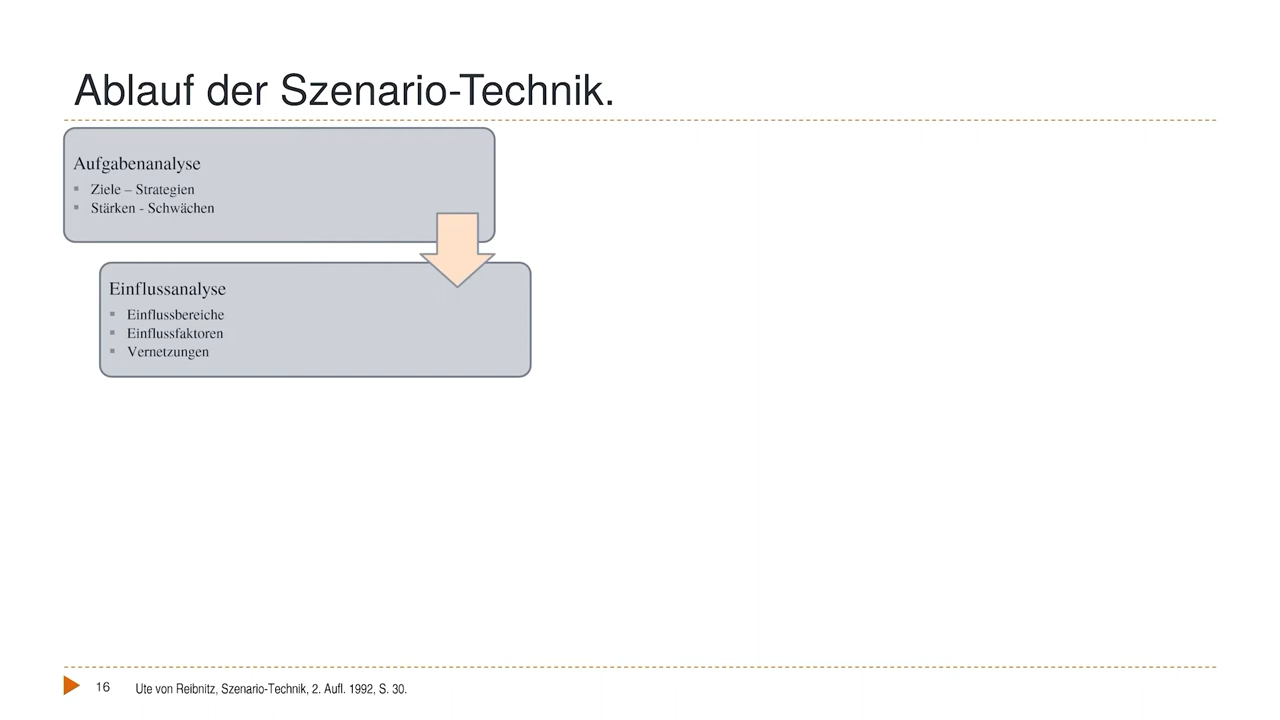 Ablauf der Szenario-Technik.
Aufgabenanalyse
Ziele – Strategien
Stärken - Schwächen
Einflussanalyse
Einflussbereiche
Einflussfaktoren
Vernetzungen
16
Ute von Reibnitz, Szenario-Technik, 2. Aufl. 1992, S. 30.